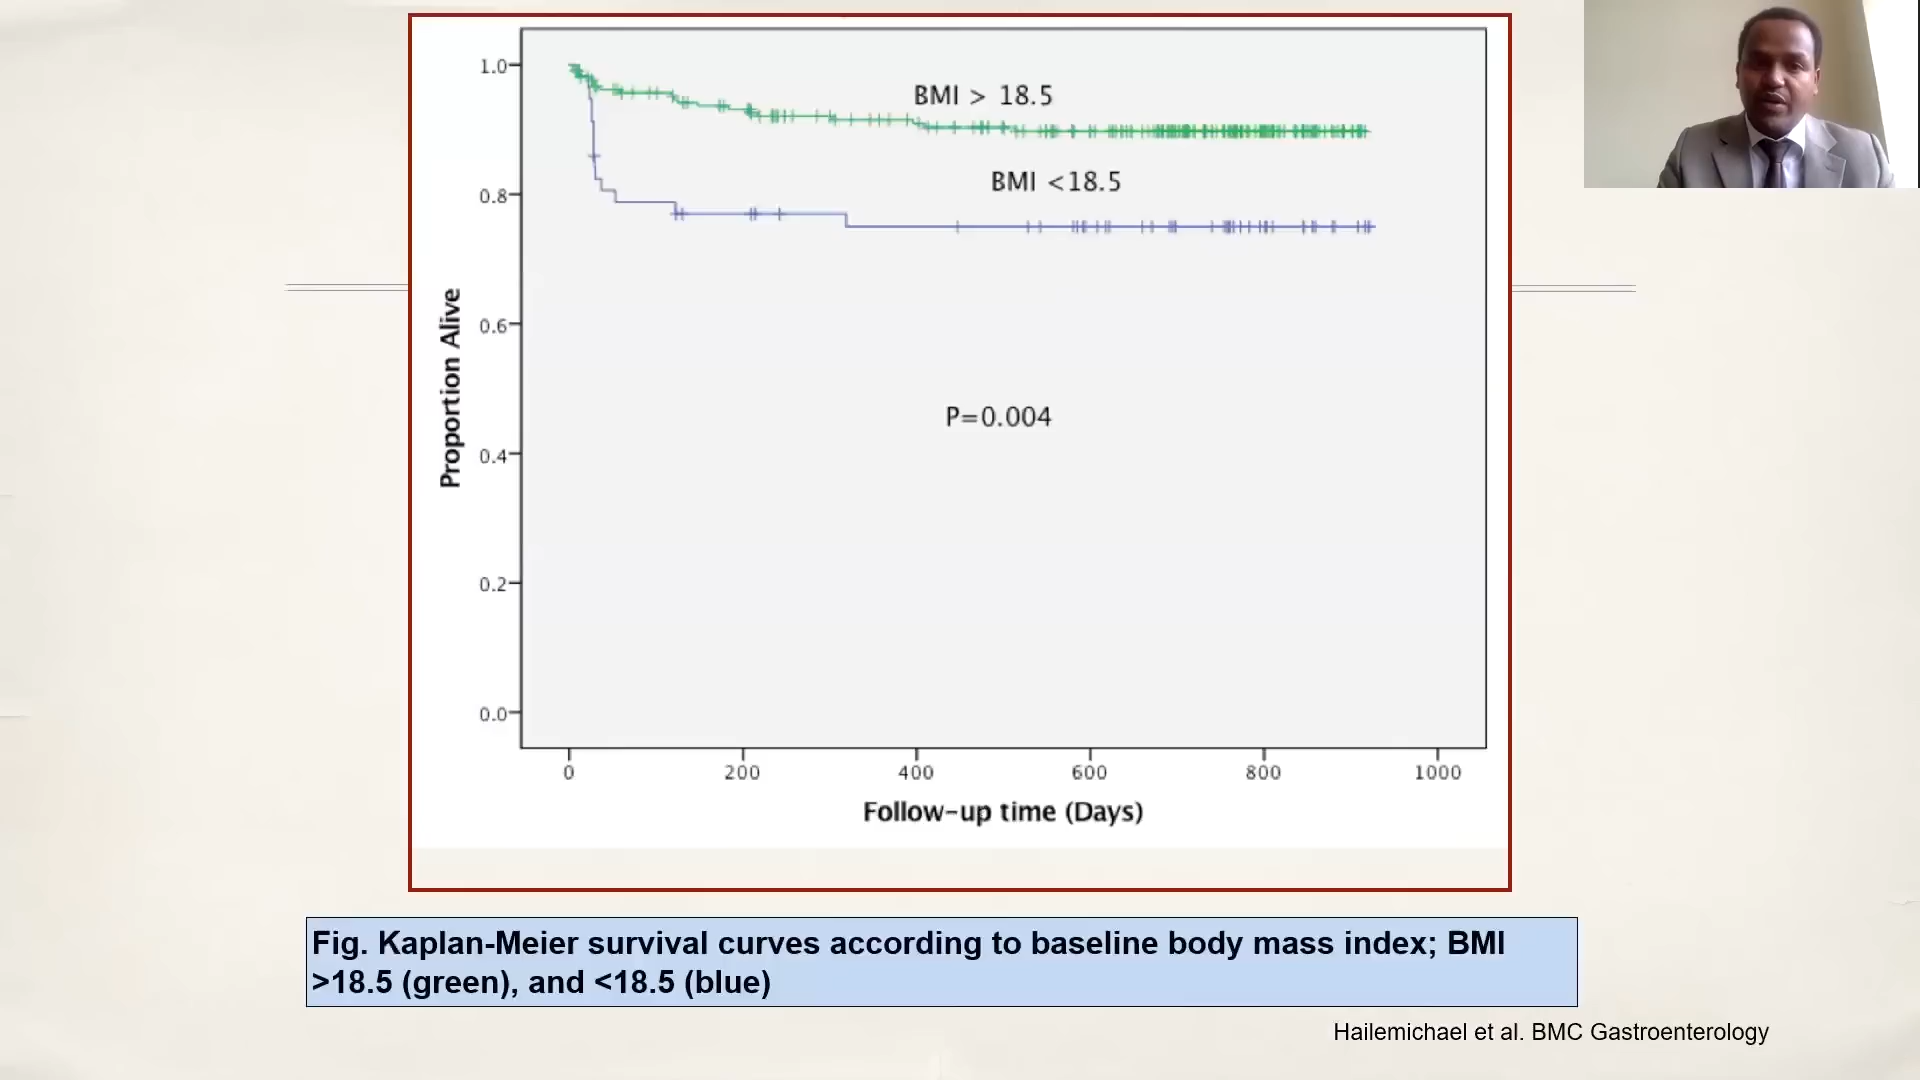 1.0
0.8
0.6
0.4
0.2
0.0
Proportion Alive
BMI > 18.5
BMI <18.5
P=0.004
0 200 400 600 800 1000
Follow-up time (Days)
Fig. Kaplan-Meier survival curves according to baseline body mass index; BMI
>18.5 (green), and <18.5 (blue)
Hailemichael et al. BMC Gastroenterology